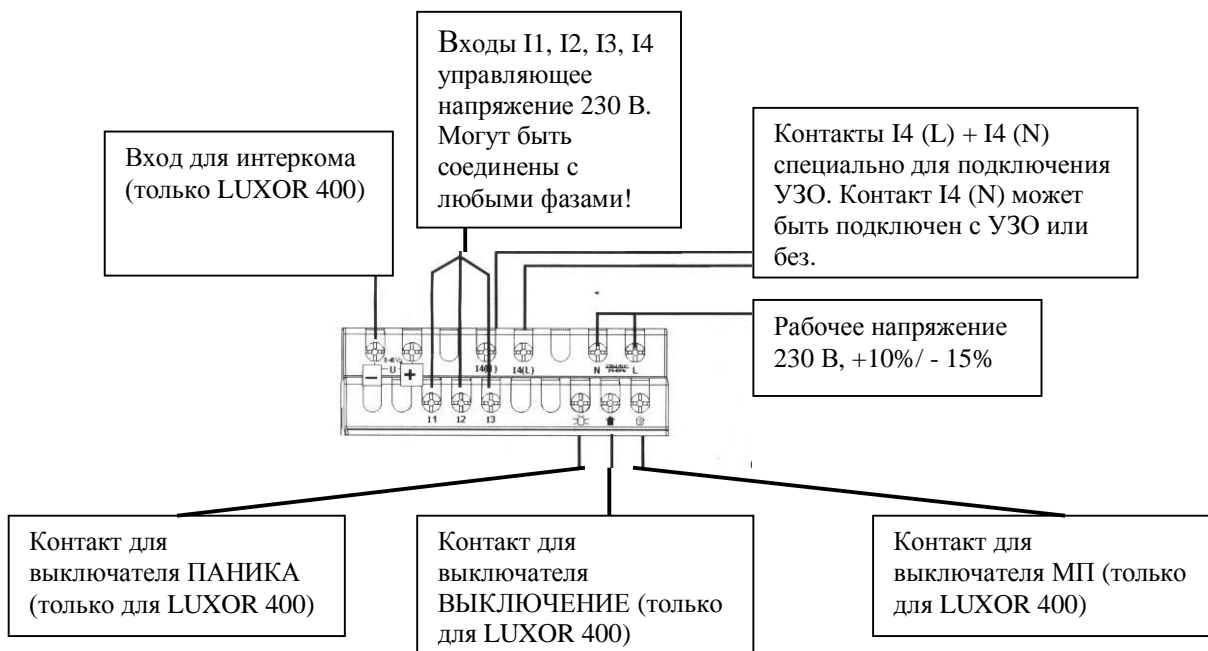 Входы I1, I2, I3, I4
управляющее
напряжение 230 В.
Могут быть
соединены с
любыми фазами!
Вход для интеркома
(только LUXOR 400)
Контакты I4 (L) + I4 (N)
специально для подключения
УЗО. Контакт I4 (N) может
быть подключен с УЗО или
без.
Рабочее напряжение
230 В, +10%/ - 15%
U I4(N) I4(L) N L
− +
I1 I2 I3
Контакт для
выключателя ПАНИКА
(только для LUXOR 400)
Контакт для
выключателя
ВЫКЛЮЧЕНИЕ (только
для LUXOR 400)
Контакт для
выключателя МП (только
для LUXOR 400)